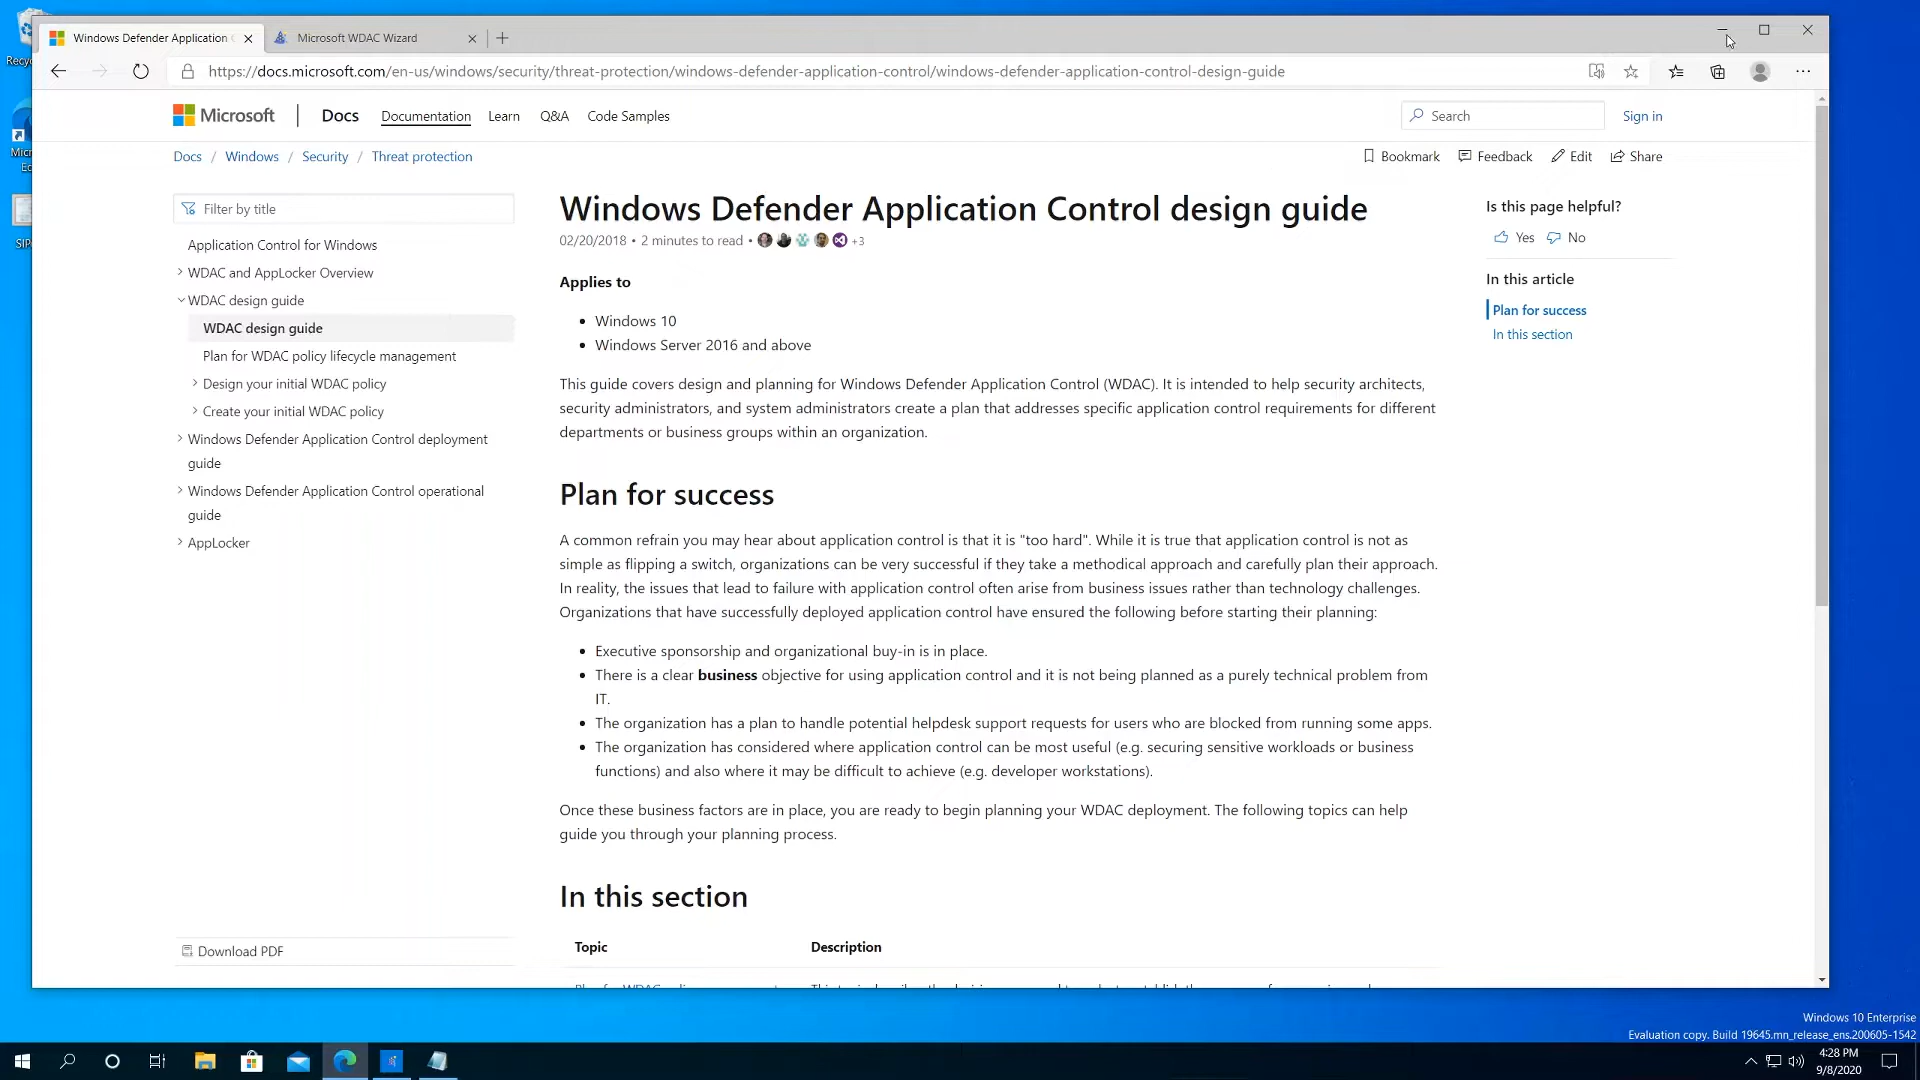 Windows Defender Application C
Microsoft WDAC Wizard
https://docs.microsoft.com/en-us/windows/security/threat-protection/windows-defender-application-control/windows-defender-application-control-design-guide
Microsoft
Docs
Documentation
Learn
Q&A
Code Samples
Search
Sign in
Docs / Windows / Security / Threat protection
Bookmark
Feedback
Edit
Share
Filter by title
Application Control for Windows
WDAC and AppLocker Overview
WDAC design guide
WDAC design guide
Plan for WDAC policy lifecycle management
Design your initial WDAC policy
Create your initial WDAC policy
Windows Defender Application Control deployment
guide
Windows Defender Application Control operational
guide
AppLocker
Download PDF
Windows Defender Application Control design guide
02/20/2018 • 2 minutes to read • +3
Applies to
• Windows 10
• Windows Server 2016 and above
This guide covers design and planning for Windows Defender Application Control (WDAC). It is intended to help security architects,
security administrators, and system administrators create a plan that addresses specific application control requirements for different
departments or business groups within an organization.
Plan for success
A common refrain you may hear about application control is that it is "too hard". While it is true that application control is not as
simple as flipping a switch, organizations can be very successful if they take a methodical approach and carefully plan their approach.
In reality, the issues that lead to failure with application control often arise from business issues rather than technology challenges.
Organizations that have successfully deployed application control have ensured the following before starting their planning:
• Executive sponsorship and organizational buy-in is in place.
• There is a clear business objective for using application control and it is not being planned as a purely technical problem from
IT.
• The organization has a plan to handle potential helpdesk support requests for users who are blocked from running some apps.
• The organization has considered where application control can be most useful (e.g. securing sensitive workloads or business
functions) and also where it may be difficult to achieve (e.g. developer workstations).
Once these business factors are in place, you are ready to begin planning your WDAC deployment. The following topics can help
guide you through your planning process.
In this section
Topic
Description
Is this page helpful?
Yes
No
In this article
Plan for success
In this section
Recyc
Micr
Ed
SIPo
Windows 10 Enterprise
Evaluation copy. Build 19645.mn_release_ens.200605-1542
4:28 PM
9/8/2020